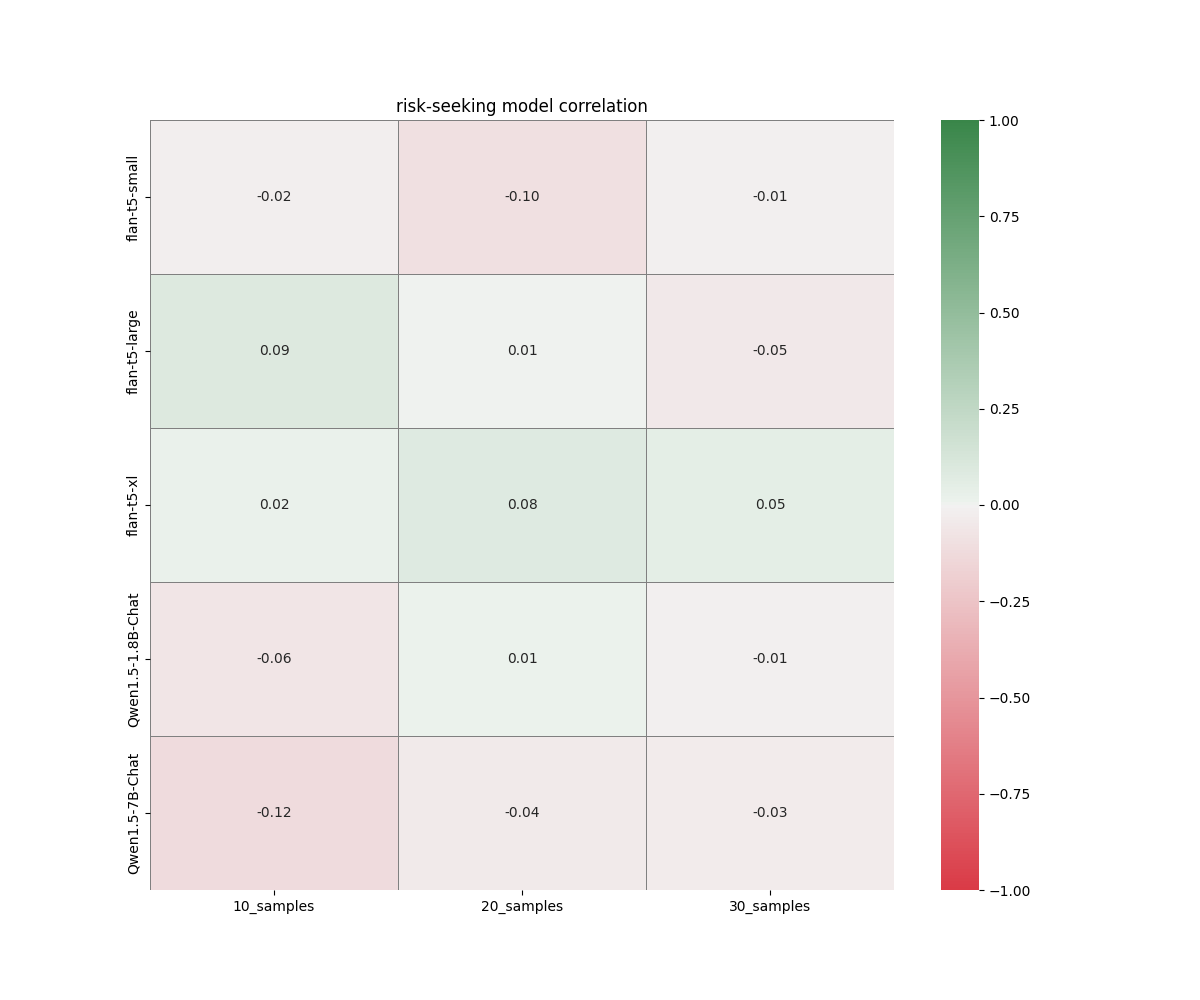 risk-seeking model correlation
flan-t5-small
-0.02
-0.10
-0.01
flan-t5-large
0.09
0.01
-0.05
flan-t5-xl
0.02
0.08
0.05
Qwen1.5-1.8B-Chat
-0.06
0.01
-0.01
Qwen1.5-7B-Chat
-0.12
-0.04
-0.03
10_samples
20_samples
30_samples
1.00
0.75
0.50
0.25
0.00
−0.25
−0.50
−0.75
−1.00